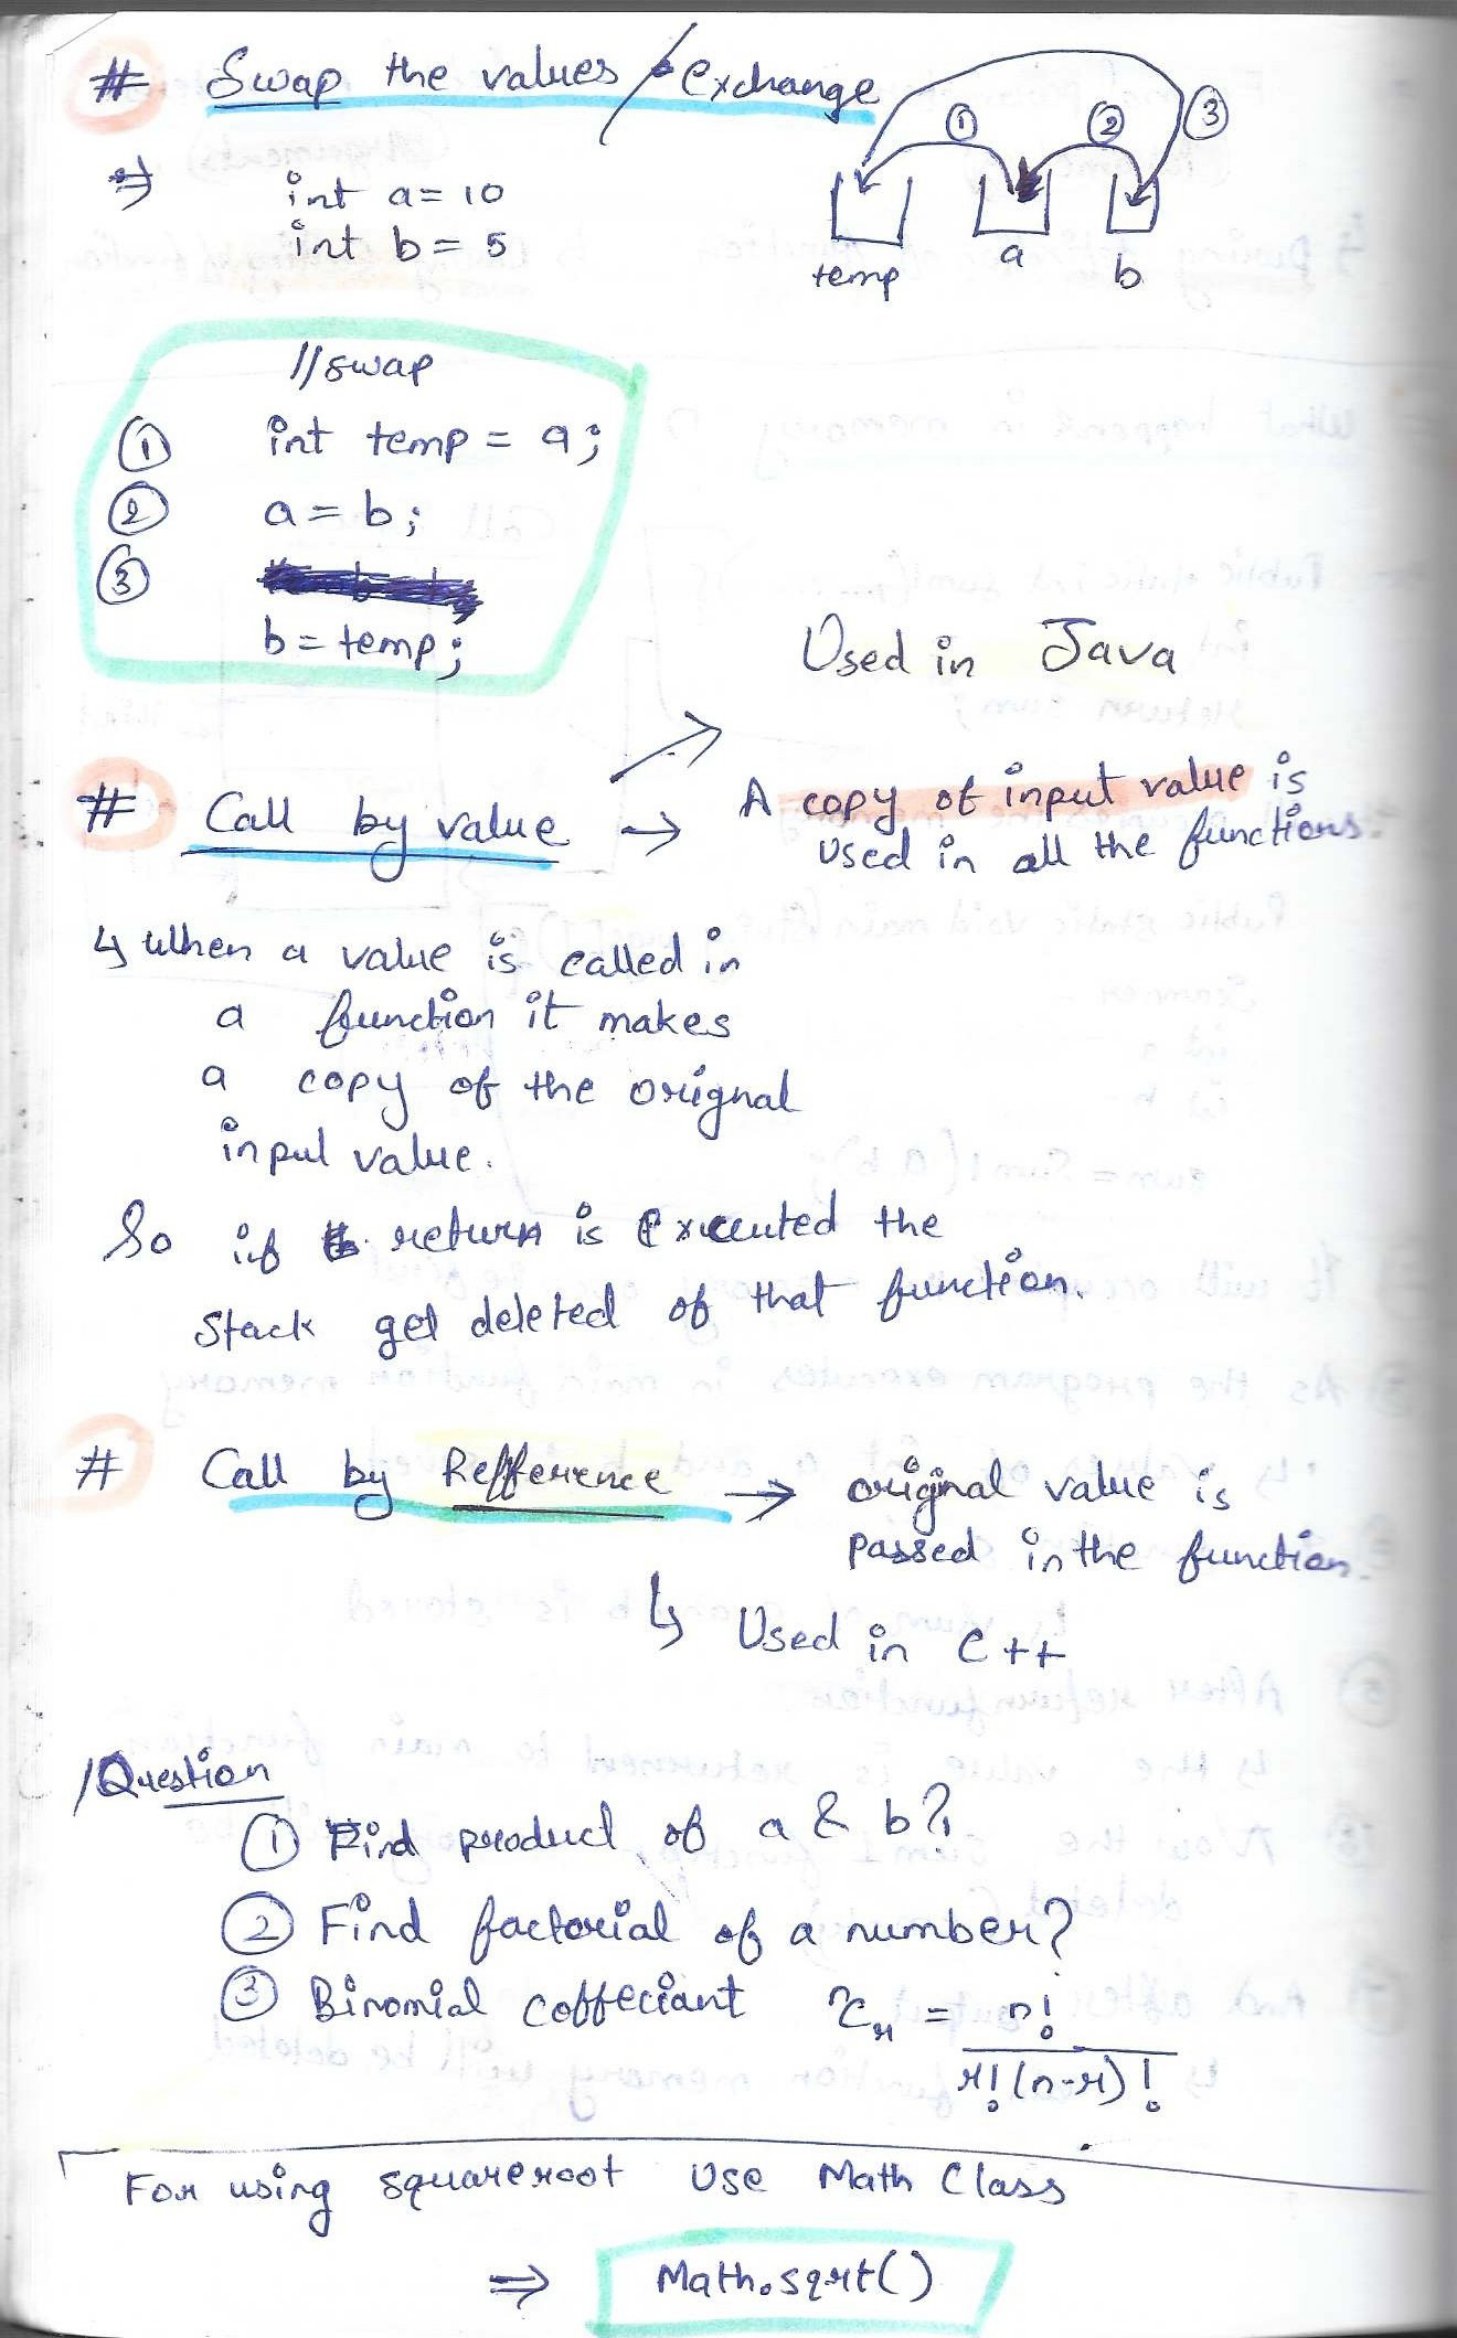 # Swap the values / exchange
① ② ③
⇒ int a = 10
int b = 5
temp a b
//swap
① int temp = a;
② a = b;
③
b = temp;
Used in Java
# Call by value → A copy of input value is
used in all the functions.
↳ When a value is called in
a function it makes
a copy of the orignal
input value.
So if return is executed the
stack get deleted of that function.
# Call by Refference → orignal value is
passed in the function.
↳ Used in C++
/Question
① Find product of a & b?
② Find factorial of a number?
③ Binomial coffeciant ⁿCᵣ = n!
r!(n-r)!
For using squareroot Use Math Class
⇒ Math.sqrt()